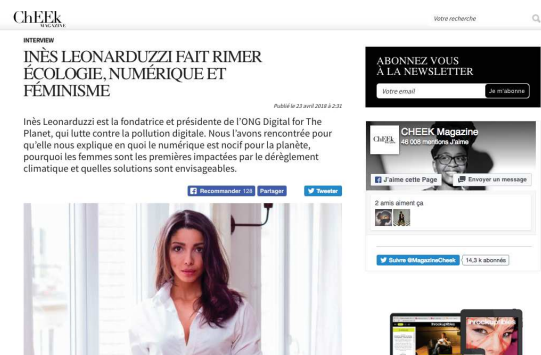 ChEEk
MAGAZINE
Votre recherche
INTERVIEW
INÈS LEONARDUZZI FAIT RIMER
ÉCOLOGIE, NUMÉRIQUE ET
FÉMINISME
Publié le 23 avril 2018 à 2:31
Inès Leonarduzzi est la fondatrice et présidente de l'ONG Digital for The
Planet, qui lutte contre la pollution digitale. Nous l'avons rencontrée pour
qu'elle nous explique en quoi le numérique est nocif pour la planète,
pourquoi les femmes sont les premières impactées par le dérèglement
climatique et quelles solutions sont envisageables.
Recommander 128
Partager
Tweeter
ABONNEZ VOUS
À LA NEWSLETTER
Votre email
Je m'abonne
ChEEk
CHEEK Magazine
46 008 mentions J'aime
J'aime cette Page
Envoyer un message
2 amis aiment ça
Suivre @MagazineCheek
14,3 k abonnés